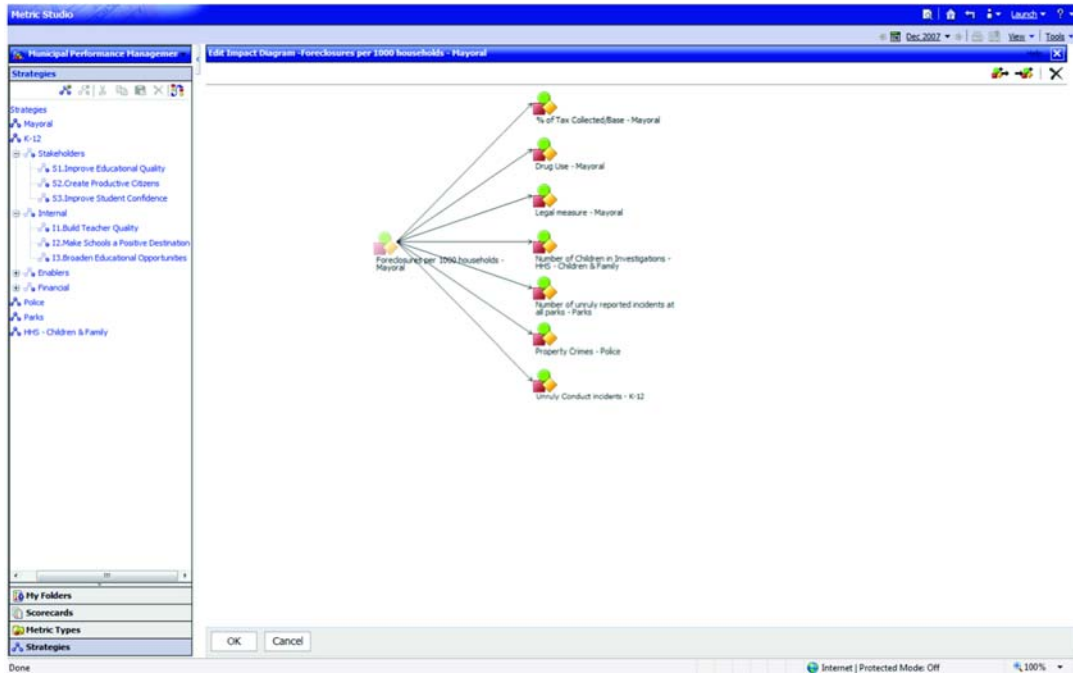 Metric Studio
Launch ▾ ?
Dec 2007
View
Tools
Municipal Performance Managemer
Edit Impact Diagram -Foreclosures per 1000 households - Mayoral
Strategies
Strategies
Mayoral
K-12
Stakeholders
S1.Improve Educational Quality
S2.Create Productive Citizens
S3.Improve Student Confidence
Internal
I1.Build Teacher Quality
I2.Make Schools a Positive Destination
I3.Broaden Educational Opportunities
Enablers
Financial
Police
Parks
HHS - Children & Family
% of Tax Collected/Base - Mayoral
Drug Use - Mayoral
Legal measure - Mayoral
Foreclosures per 1000 households -
Mayoral
Number of Children in Investigations -
HHS - Children & Family
Number of unruly reported incidents at
all parks - Parks
Property Crimes - Police
Unruly Conduct incidents - K-12
My Folders
Scorecards
Metric Types
Strategies
OK
Cancel
Done
Internet | Protected Mode: Off
100%